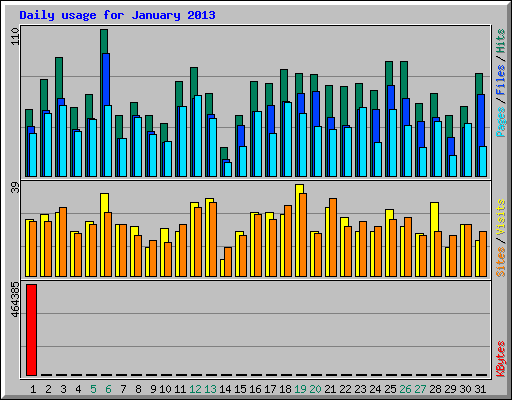 Daily usage for January 2013
110
Pages / Files / Hits
39
Sites / Visits
464385
KBytes
1 2 3 4 5 6 7 8 9 10 11 12 13 14 15 16 17 18 19 20 21 22 23 24 25 26 27 28 29 30 31